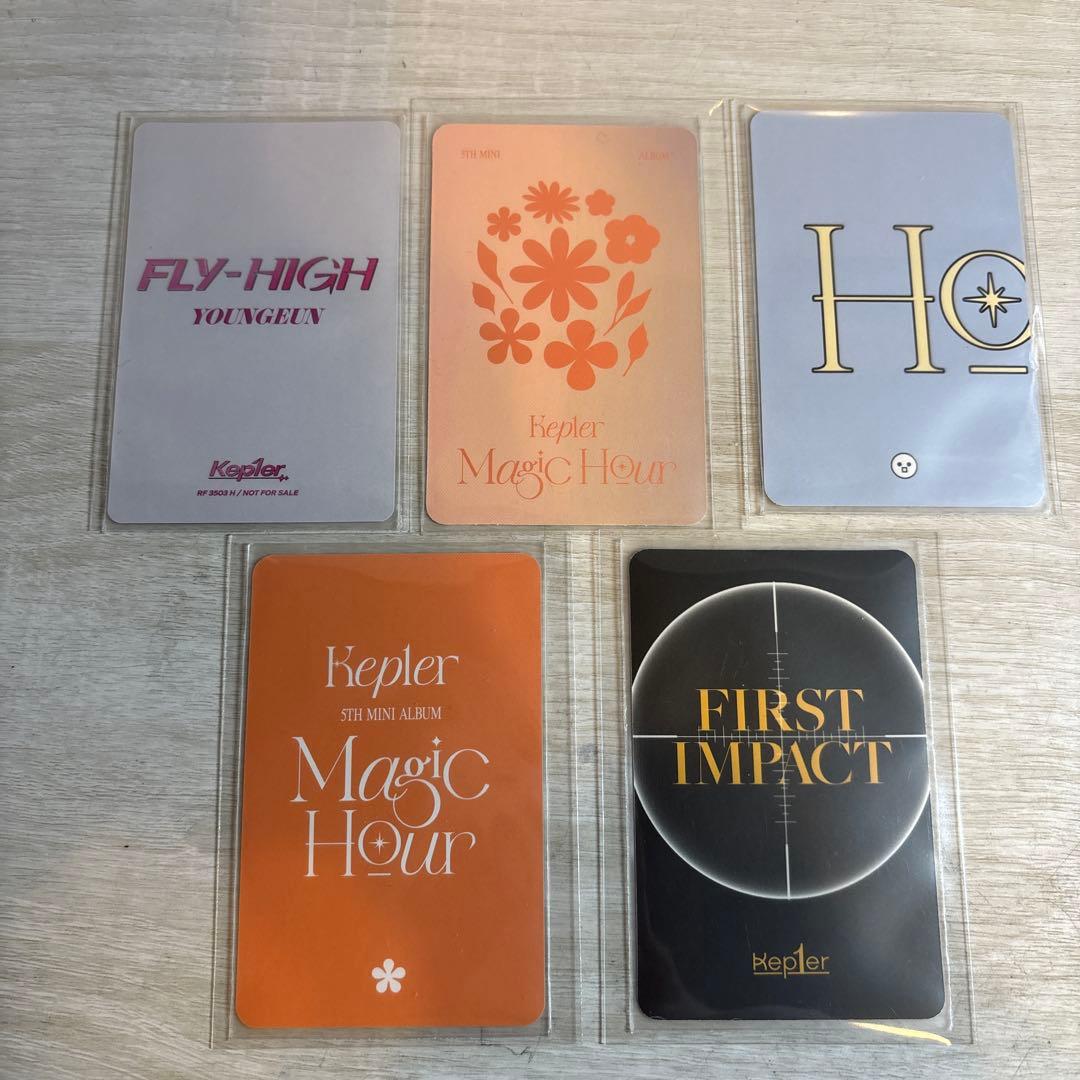 FLY-HIGH
YOUNGEUN
Kep1er
RF 3503 H / NOT FOR SALE
5TH MINI ALBUM
Kep1er
Magic Hour
Ho
Kep1er
5TH MINI ALBUM
Magic
Hour
FIRST
IMPACT
Kep1er